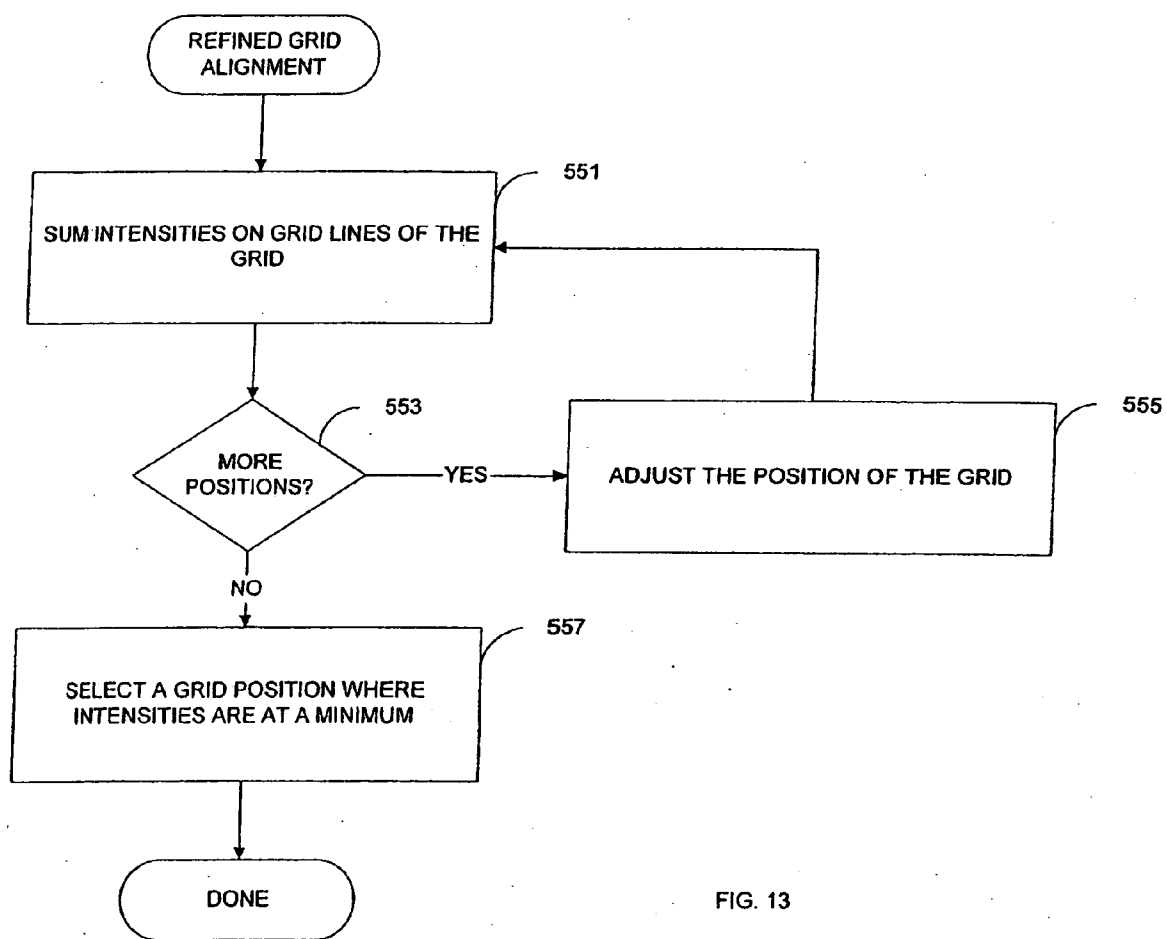 REFINED GRID
ALIGNMENT
551
SUM INTENSITIES ON GRID LINES OF THE
GRID
553
MORE
POSITIONS?
YES
555
ADJUST THE POSITION OF THE GRID
NO
557
SELECT A GRID POSITION WHERE
INTENSITIES ARE AT A MINIMUM
DONE
FIG. 13